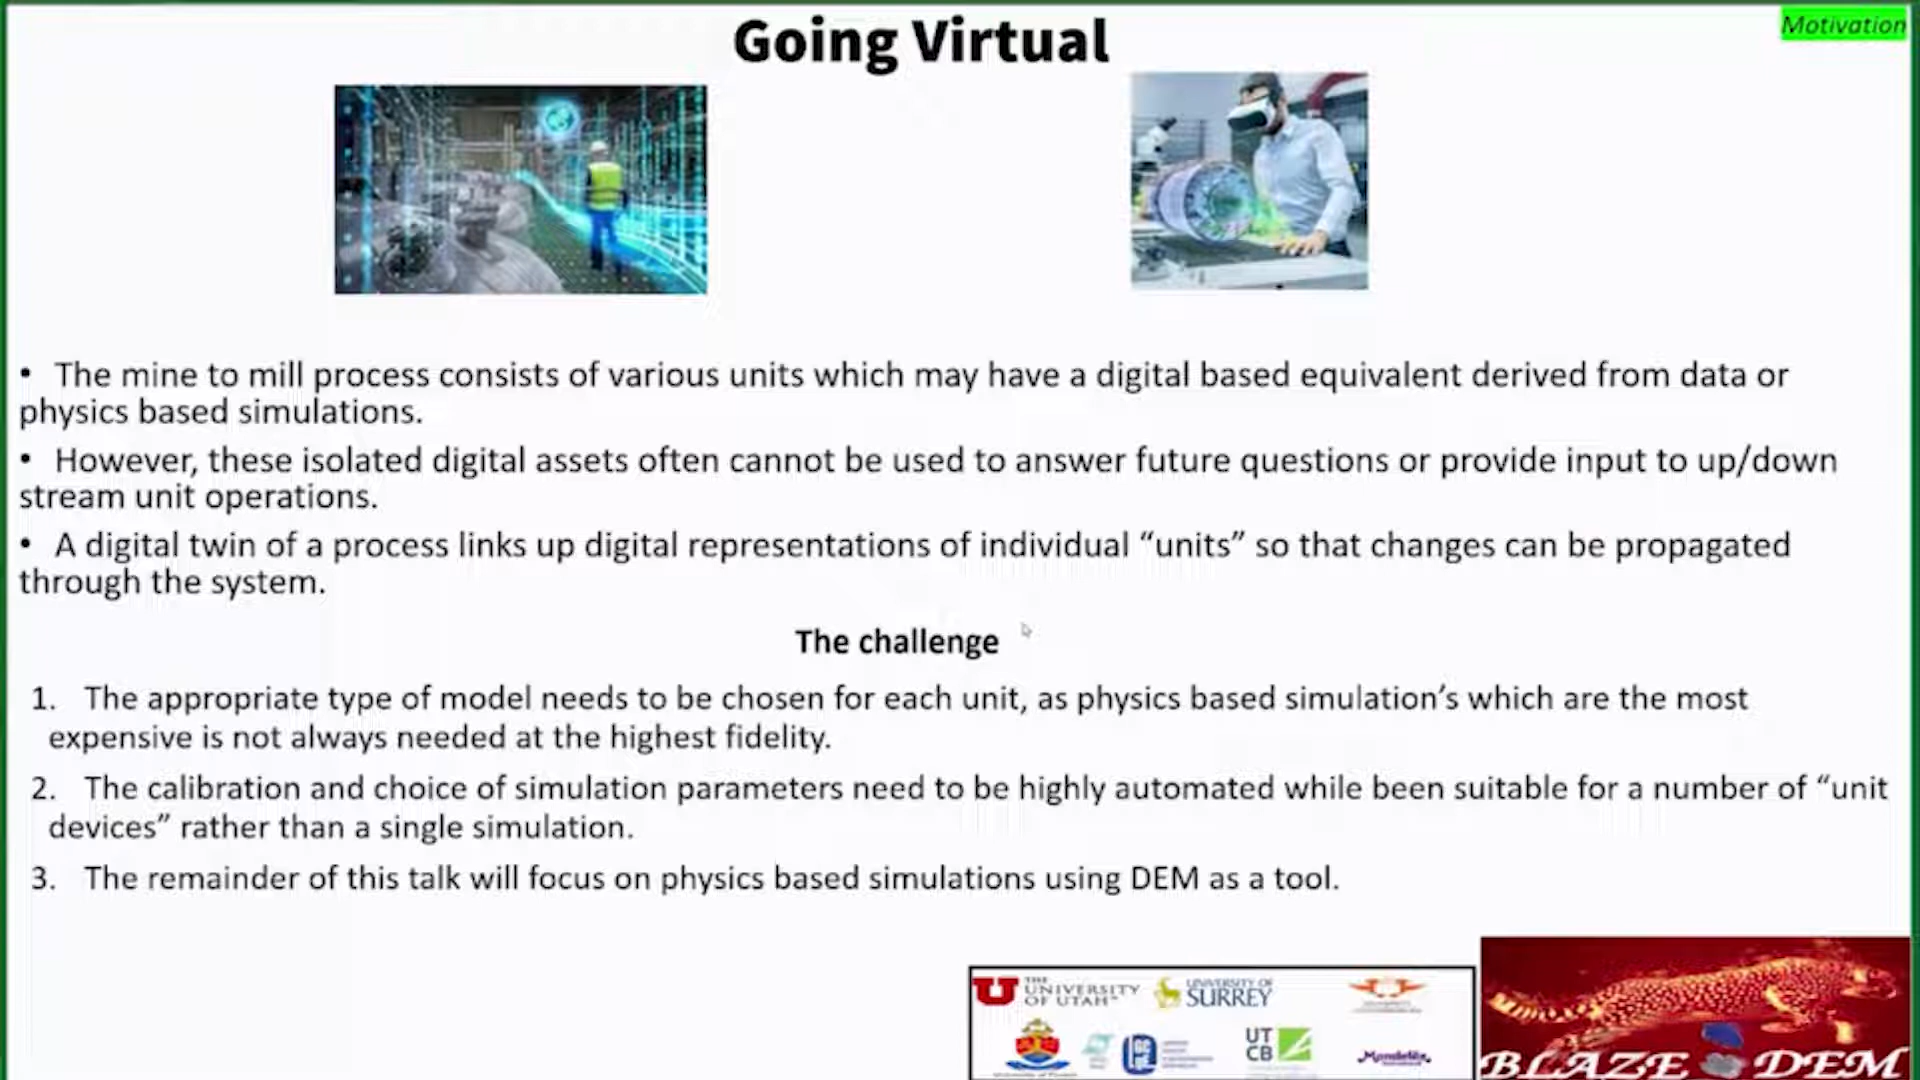 Going Virtual
Motivation
• The mine to mill process consists of various units which may have a digital based equivalent derived from data or
physics based simulations.
• However, these isolated digital assets often cannot be used to answer future questions or provide input to up/down
stream unit operations.
• A digital twin of a process links up digital representations of individual “units” so that changes can be propagated
through the system.
The challenge
1. The appropriate type of model needs to be chosen for each unit, as physics based simulation’s which are the most
expensive is not always needed at the highest fidelity.
2. The calibration and choice of simulation parameters need to be highly automated while been suitable for a number of “unit
devices” rather than a single simulation.
3. The remainder of this talk will focus on physics based simulations using DEM as a tool.
U THE
UNIVERSITY
OF UTAH
UNIVERSITY OF
SURREY
UT
CB
Mondelēz
BLAZE DEM